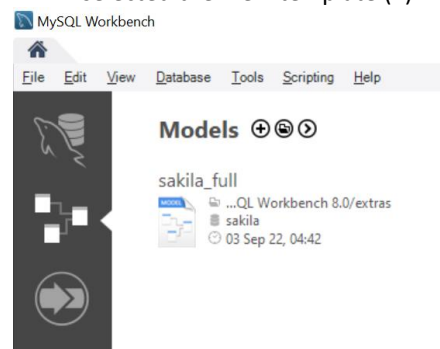 MySQL Workbench
File Edit View Database Tools Scripting Help
Models
sakila_full
MODEL
...QL Workbench 8.0/extras
sakila
03 Sep 22, 04:42